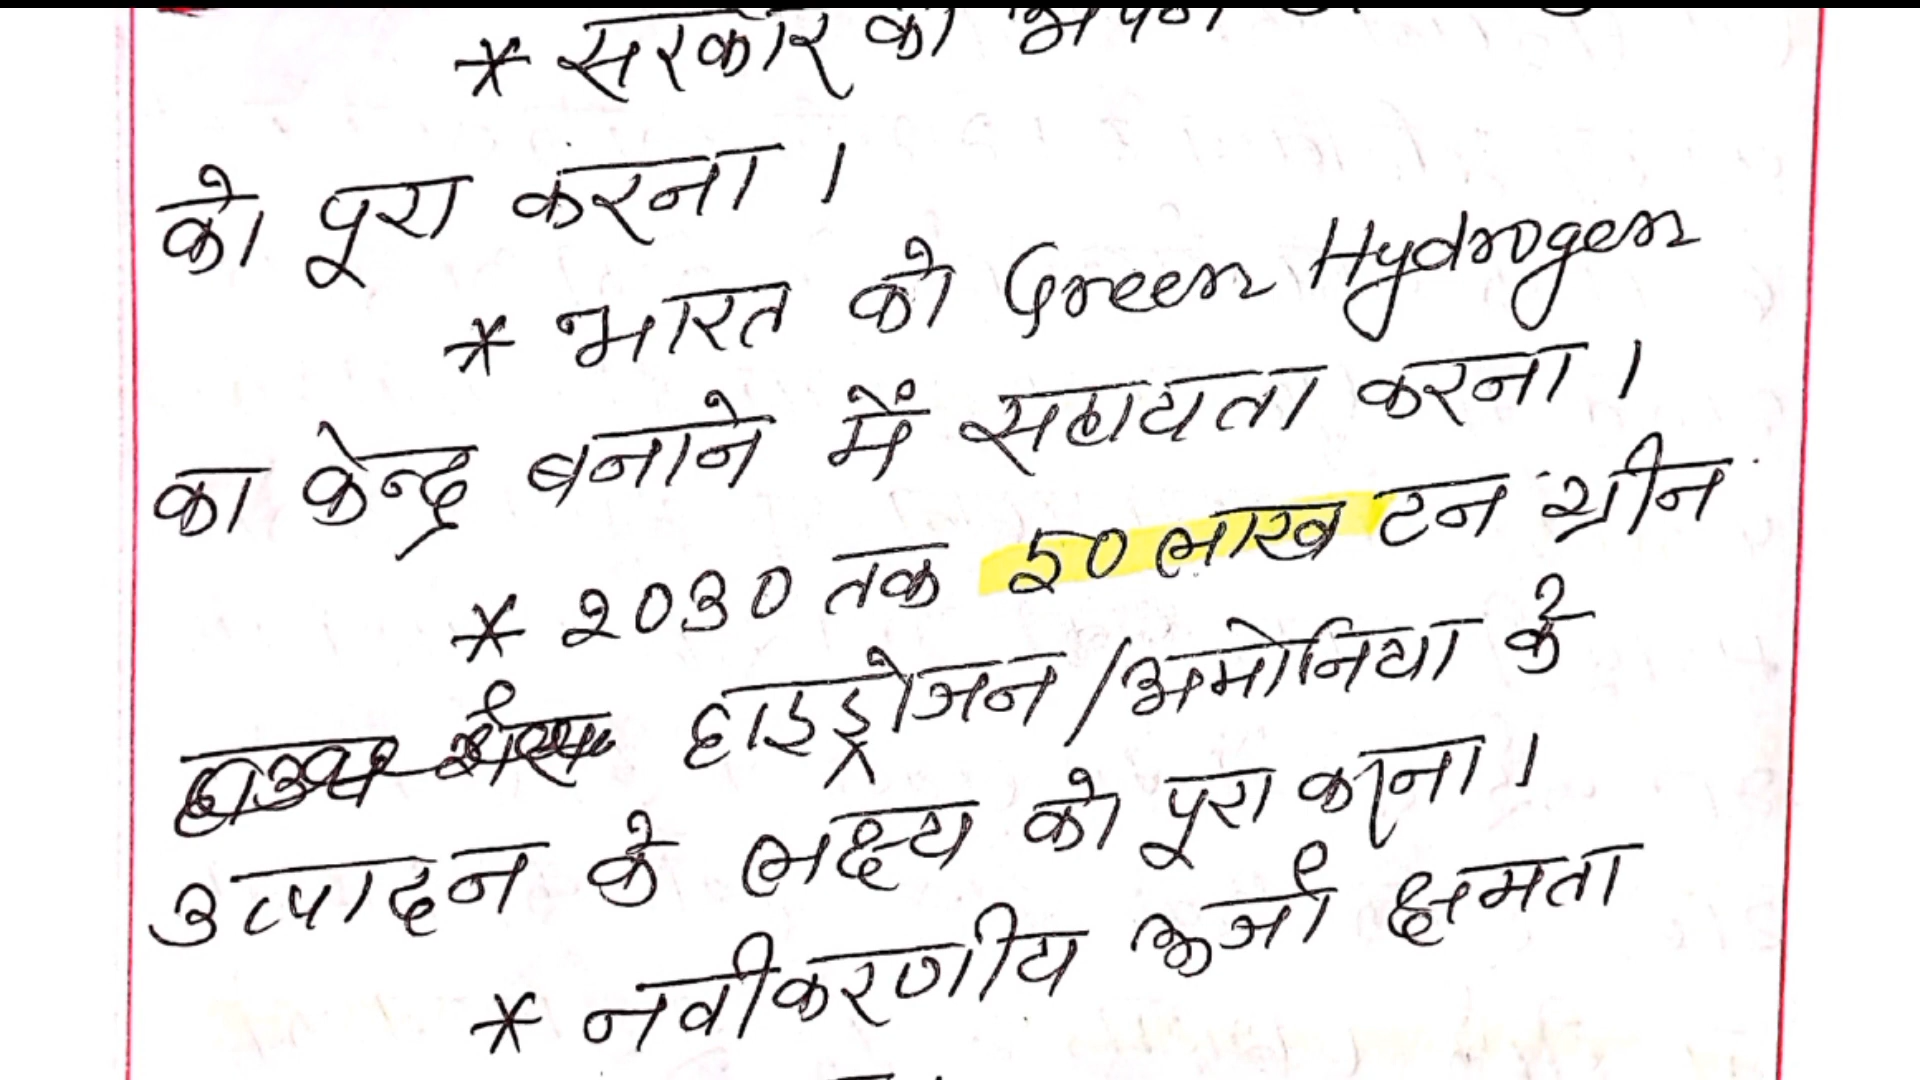 * सरकार को अपने
को पूरा करना ।
* भारत को Green Hydrogen
का केन्द्र बनाने में सहायता करना ।
* 2030 तक 50 लाख टन ग्रीन
हाइड्रोजन / अमोनिया के
उत्पादन के लक्ष्य को पूरा करना ।
* नवीकरणीय ऊर्जा क्षमता